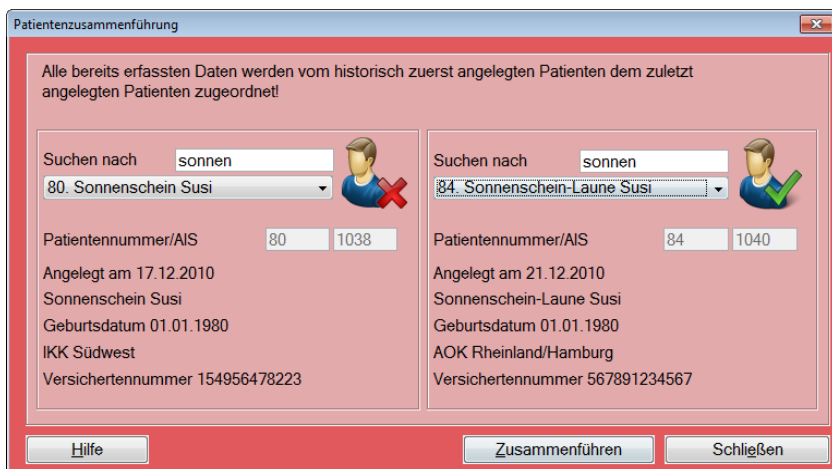 Patientenzusammenführung
Alle bereits erfassten Daten werden vom historisch zuerst angelegten Patienten dem zuletzt
angelegten Patienten zugeordnet!
Suchen nach sonnen
80. Sonnenschein Susi
Patientennummer/AIS 80 1038
Angelegt am 17.12.2010
Sonnenschein Susi
Geburtsdatum 01.01.1980
IKK Südwest
Versichertennummer 154956478223
Suchen nach sonnen
84. Sonnenschein-Laune Susi
Patientennummer/AIS 84 1040
Angelegt am 21.12.2010
Sonnenschein-Laune Susi
Geburtsdatum 01.01.1980
AOK Rheinland/Hamburg
Versichertennummer 567891234567
Hilfe
Zusammenführen
Schließen